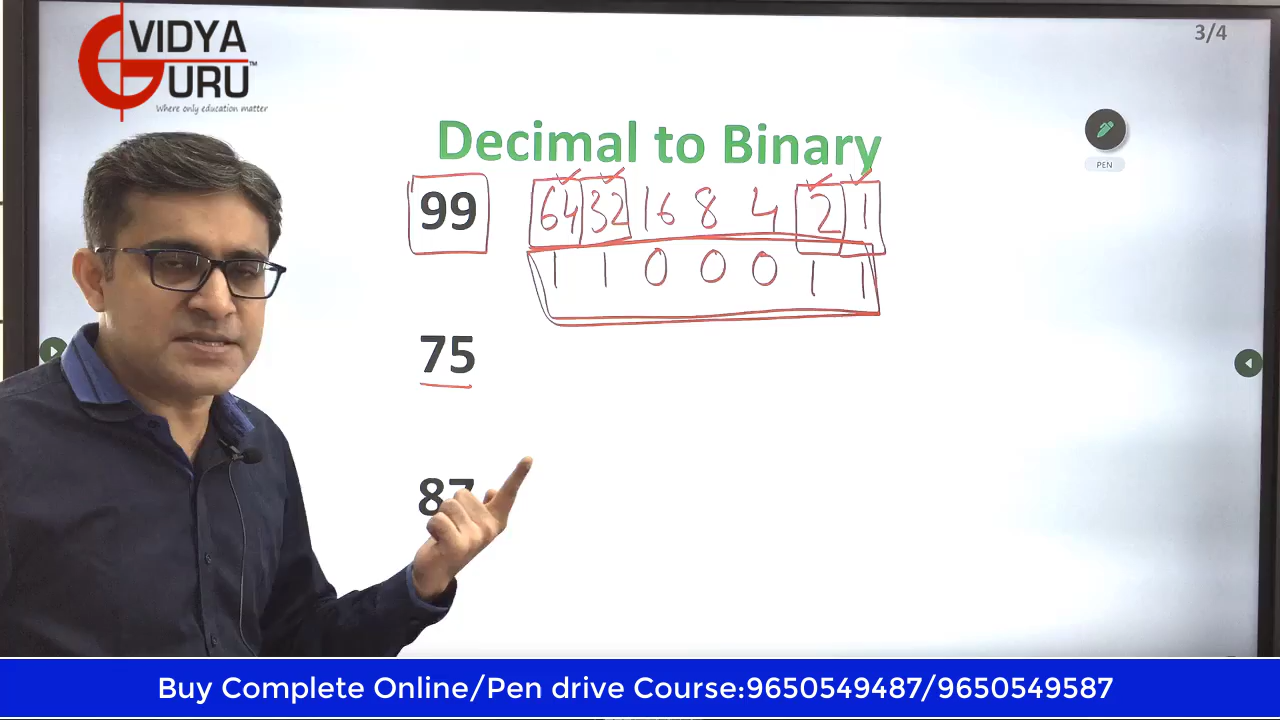 VIDYA
GURU™
Where only education matter
3/4
Decimal to Binary
PEN
99 64 32 16 8 4 2 1
1 1 0 0 0 1 1
75
87
Buy Complete Online/Pen drive Course:9650549487/9650549587